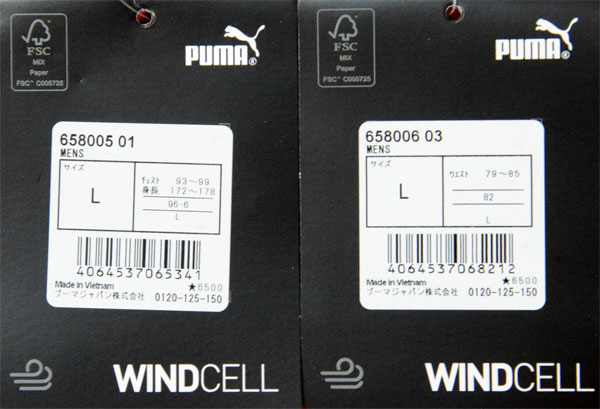 FSC
MIX
Paper
FSC™ C005725
PUMA®
658005 01
MENS
サイズ
L
チェスト 93～99
身長 172～178
96-6
L
4064537065341
Made in Vietnam ★6500
プーマジャパン株式会社 0120-125-150
WINDCELL
FSC
MIX
Paper
FSC™ C005725
PUMA®
658006 03
MENS
サイズ
L
ウエスト 79～85
82
L
4064537068212
Made in Vietnam ★6500
プーマジャパン株式会社 0120-125-150
WINDCELL